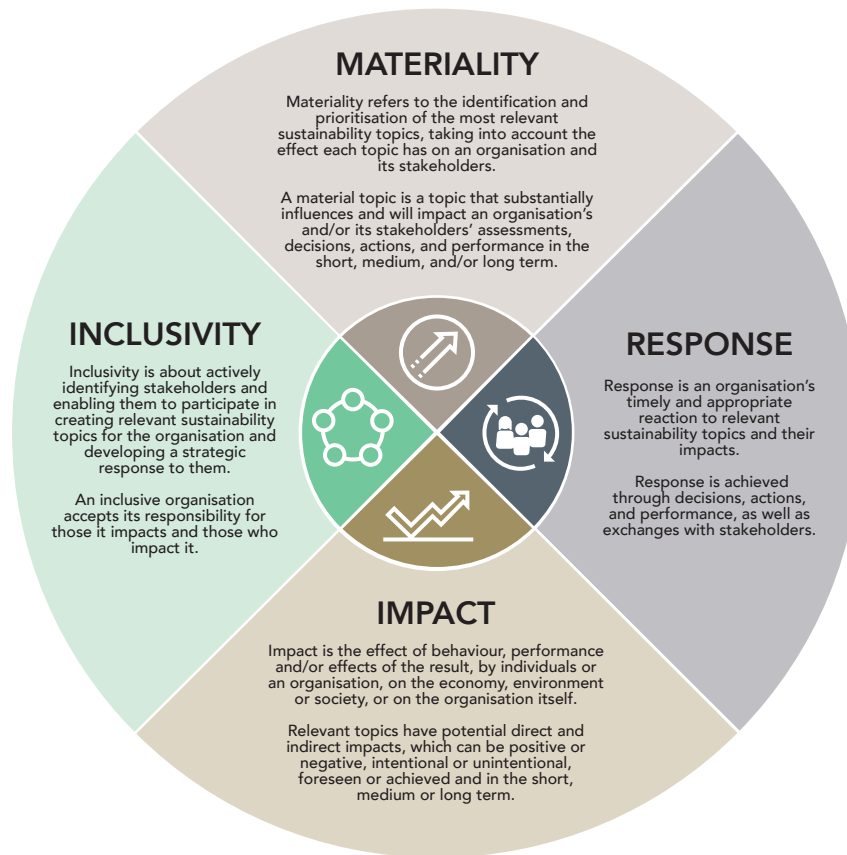 MATERIALITY
Materiality refers to the identification and
prioritisation of the most relevant
sustainability topics, taking into account the
effect each topic has on an organisation and
its stakeholders.
A material topic is a topic that substantially
influences and will impact an organisation's
and/or its stakeholders' assessments,
decisions, actions, and performance in the
short, medium, and/or long term.
INCLUSIVITY
Inclusivity is about actively
identifying stakeholders and
enabling them to participate in
creating relevant sustainability
topics for the organisation and
developing a strategic
response to them.
An inclusive organisation
accepts its responsibility for
those it impacts and those who
impact it.
RESPONSE
Response is an organisation's
timely and appropriate
reaction to relevant
sustainability topics and their
impacts.
Response is achieved
through decisions, actions,
and performance, as well as
exchanges with stakeholders.
IMPACT
Impact is the effect of behaviour, performance
and/or effects of the result, by individuals or
an organisation, on the economy, environment
or society, or on the organisation itself.
Relevant topics have potential direct and
indirect impacts, which can be positive or
negative, intentional or unintentional,
foreseen or achieved and in the short,
medium or long term.